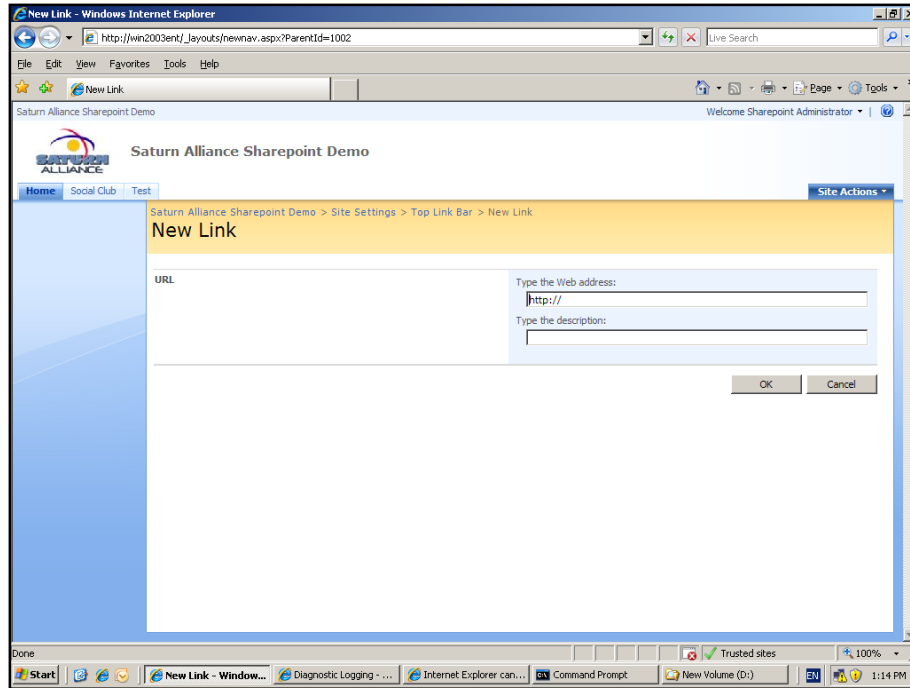 New Link - Windows Internet Explorer
http://win2003ent/_layouts/newnav.aspx?ParentId=1002
Live Search
File Edit View Favorites Tools Help
New Link
Page Tools
Saturn Alliance Sharepoint Demo
Welcome Sharepoint Administrator
SATURN
ALLIANCE
Saturn Alliance Sharepoint Demo
Home Social Club Test
Site Actions
Saturn Alliance Sharepoint Demo > Site Settings > Top Link Bar > New Link
New Link
URL
Type the Web address:
http://
Type the description:
OK Cancel
Done
Trusted sites
100%
Start
New Link - Window...
Diagnostic Logging - ...
Internet Explorer can...
Command Prompt
New Volume (D:)
EN
1:14 PM